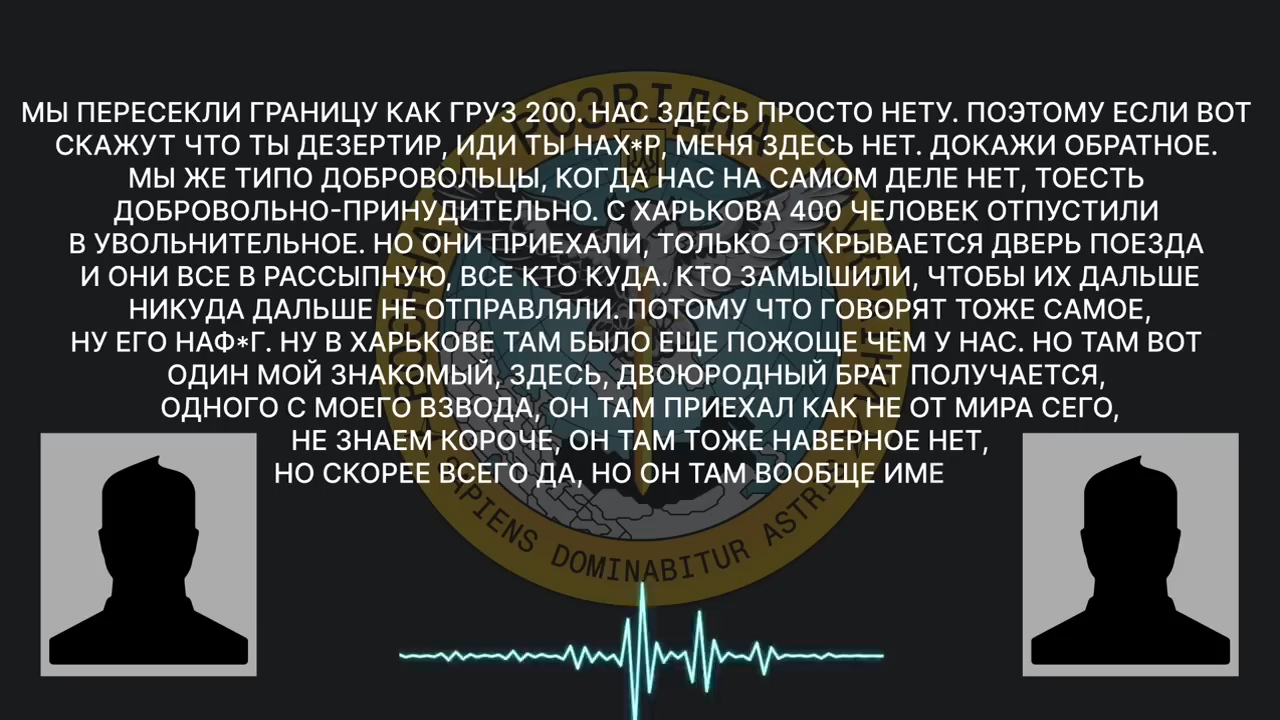 МЫ ПЕРЕСЕКЛИ ГРАНИЦУ КАК ГРУЗ 200. НАС ЗДЕСЬ ПРОСТО НЕТУ. ПОЭТОМУ ЕСЛИ ВОТ
СКАЖУТ ЧТО ТЫ ДЕЗЕРТИР, ИДИ ТЫ НАХ*Р, МЕНЯ ЗДЕСЬ НЕТ. ДОКАЖИ ОБРАТНОЕ.
МЫ ЖЕ ТИПО ДОБРОВОЛЬЦЫ, КОГДА НАС НА САМОМ ДЕЛЕ НЕТ, ТОЕСТЬ
ДОБРОВОЛЬНО-ПРИНУДИТЕЛЬНО. С ХАРЬКОВА 400 ЧЕЛОВЕК ОТПУСТИЛИ
В УВОЛЬНИТЕЛЬНОЕ. НО ОНИ ПРИЕХАЛИ, ТОЛЬКО ОТКРЫВАЕТСЯ ДВЕРЬ ПОЕЗДА
И ОНИ ВСЕ В РАССЫПНУЮ, ВСЕ КТО КУДА. КТО ЗАМЫШИЛИ, ЧТОБЫ ИХ ДАЛЬШЕ
НИКУДА ДАЛЬШЕ НЕ ОТПРАВЛЯЛИ. ПОТОМУ ЧТО ГОВОРЯТ ТОЖЕ САМОЕ,
НУ ЕГО НАФ*Г. НУ В ХАРЬКОВЕ ТАМ БЫЛО ЕЩЕ ПОЖОЩЕ ЧЕМ У НАС. НО ТАМ ВОТ
ОДИН МОЙ ЗНАКОМЫЙ, ЗДЕСЬ, ДВОЮРОДНЫЙ БРАТ ПОЛУЧАЕТСЯ,
ОДНОГО С МОЕГО ВЗВОДА, ОН ТАМ ПРИЕХАЛ КАК НЕ ОТ МИРА СЕГО,
НЕ ЗНАЕМ КОРОЧЕ, ОН ТАМ ТОЖЕ НАВЕРНОЕ НЕТ,
НО СКОРЕЕ ВСЕГО ДА, НО ОН ТАМ ВООБЩЕ ИМЕ
SAPIENS DOMINABITUR ASTRIS